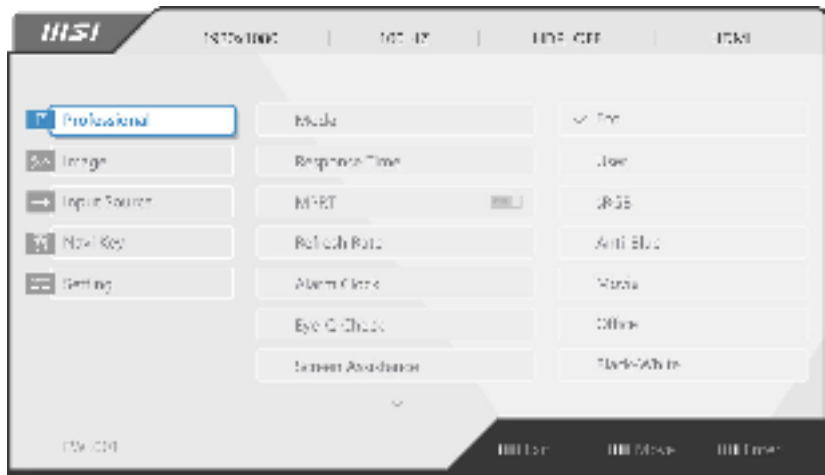 msi
1920x1080
HDMI
Professional
Mode
User
Image
Response Time
Input Source
MPRT
sRGB
Navi Key
Refresh Rate
Anti-Blue
Setting
Alarm Clock
Movie
Eye-Q Check
Office
Screen Assistance
Black-White
Exit
Move
Enter